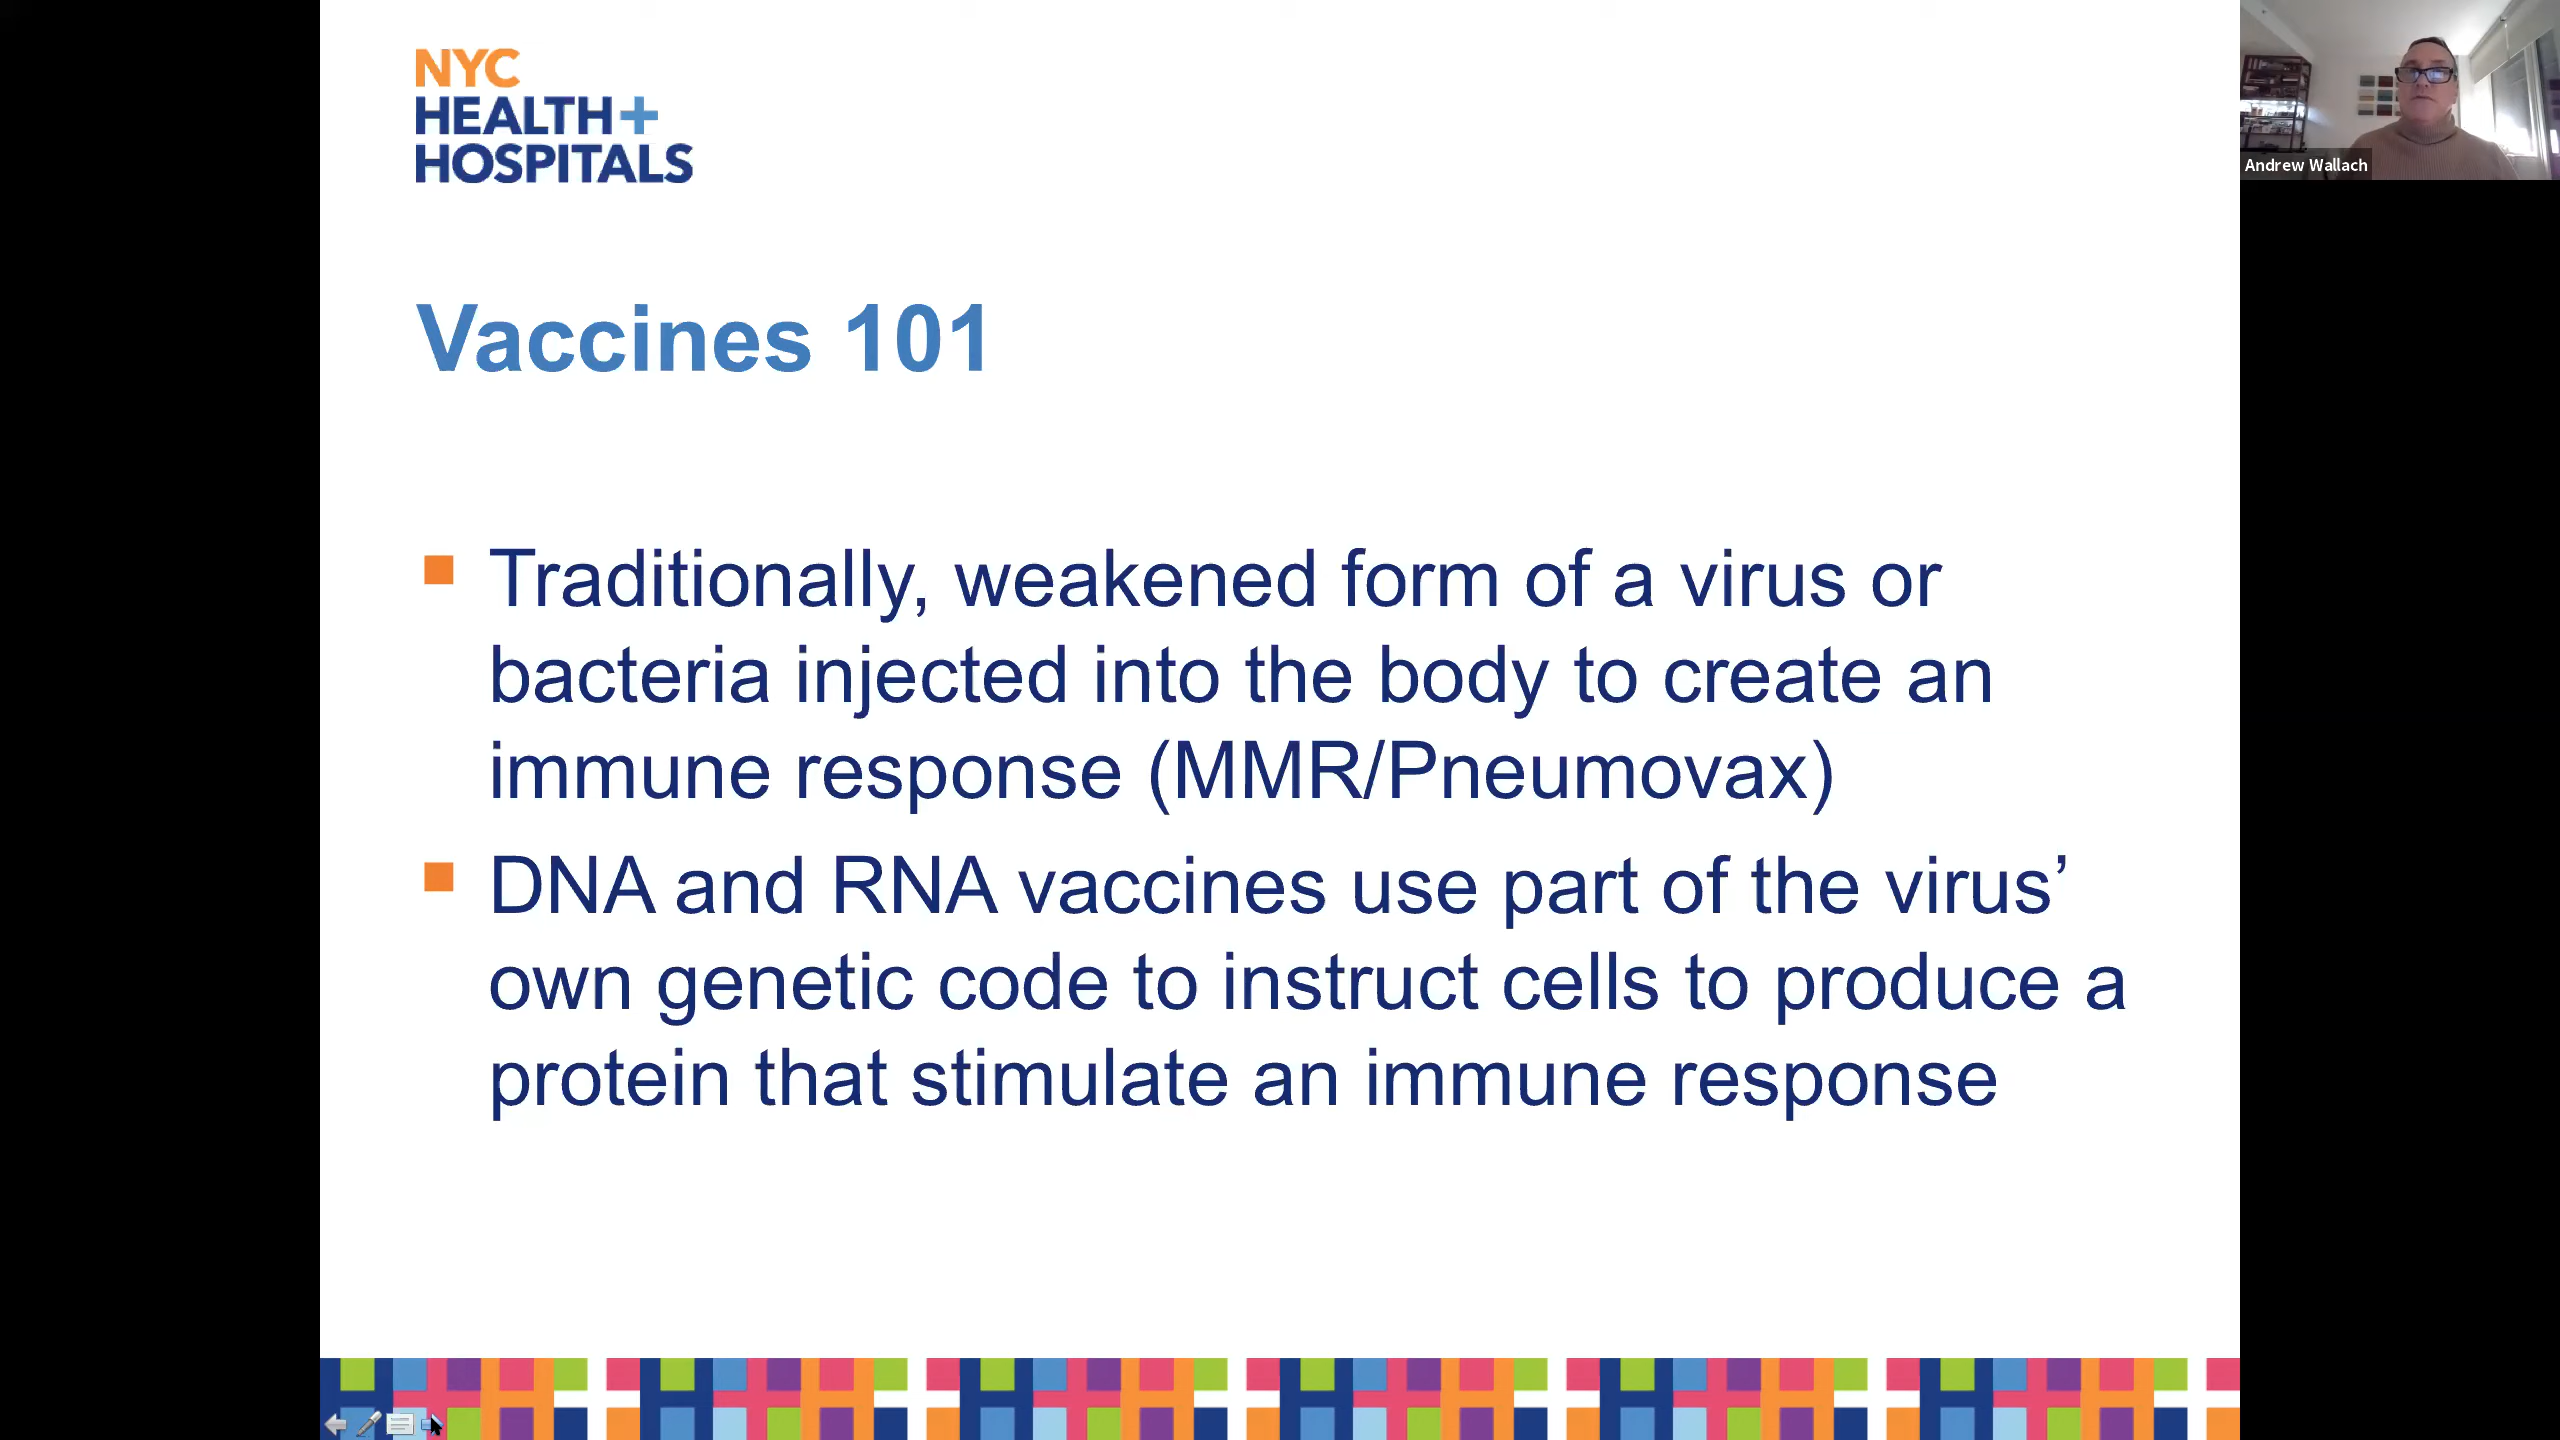 NYC
HEALTH+
HOSPITALS
Andrew Wallach
Vaccines 101
Traditionally, weakened form of a virus or
bacteria injected into the body to create an
immune response (MMR/Pneumovax)
DNA and RNA vaccines use part of the virus’
own genetic code to instruct cells to produce a
protein that stimulate an immune response